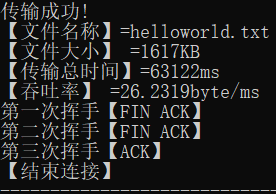 传输成功!
【文件名称】=helloworld.txt
【文件大小】 =1617KB
【传输总时间】=63122ms
【吞吐率】 =26.2319byte/ms
第一次挥手【FIN ACK】
第二次挥手【FIN ACK】
第三次挥手【ACK】
【结束连接】